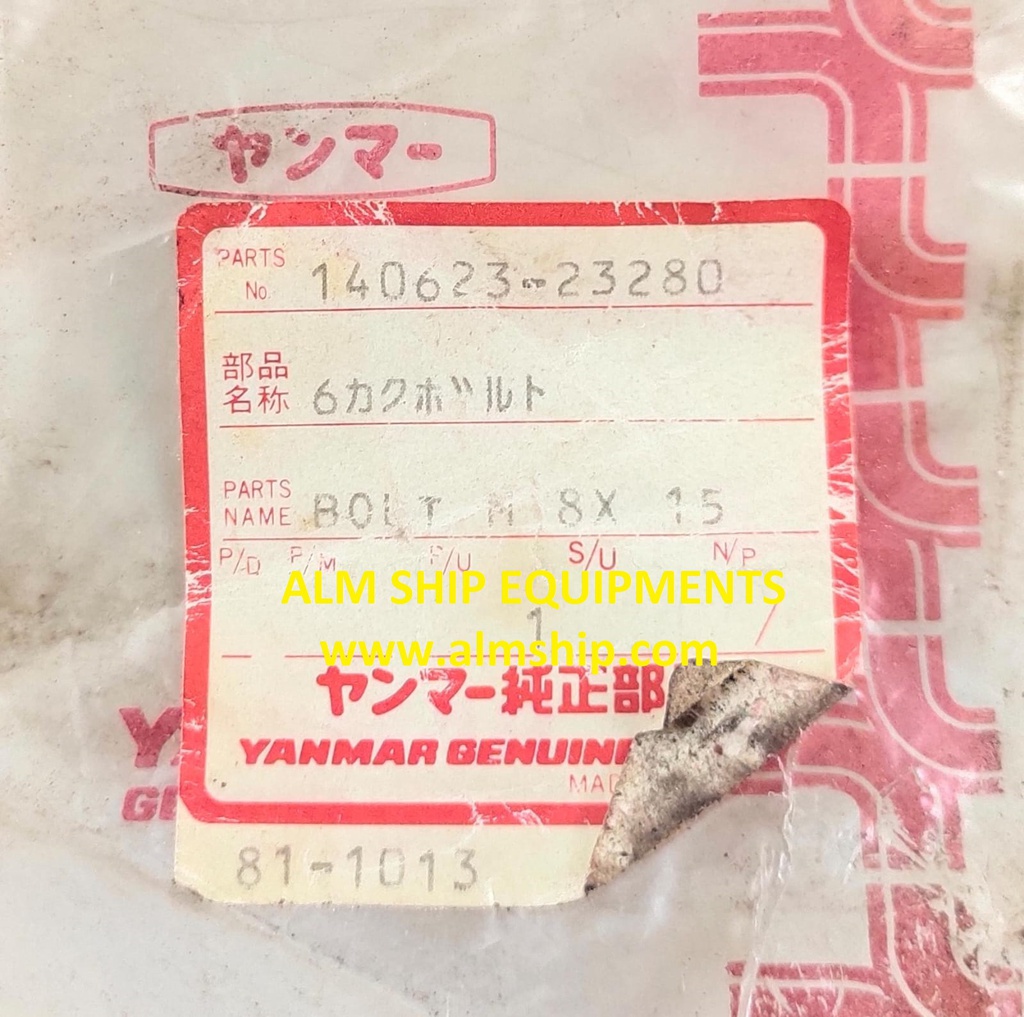 ヤンマー
PARTS No. 140623-23280
部品名称 6カクボルト
PARTS NAME BOLT M 8X 15
P/D P/M P/U S/U N/P
ALM SHIP EQUIPMENTS
1 /
www.almship.com
ヤンマー純正部
YANMAR GENUINE
MAD
81-1013